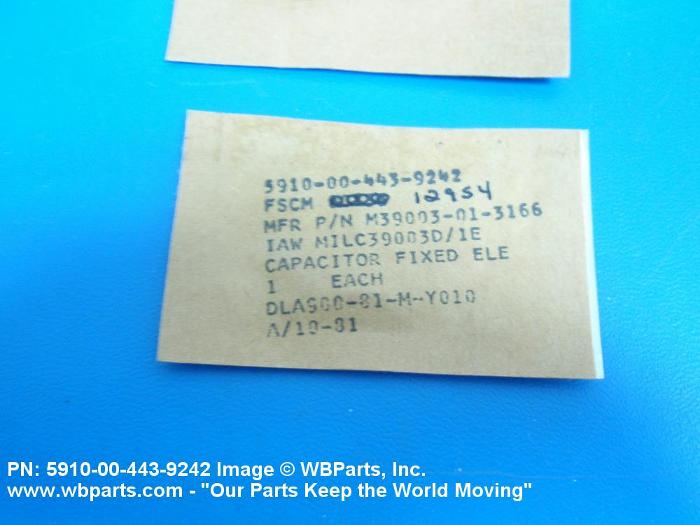 5910-00-443-9242
FSCM 12954
MFR P/N M39003-01-3166
IAW MILC39003D/1E
CAPACITOR FIXED ELE
1 EACH
DLA900-81-M-Y010
A/10-81
PN: 5910-00-443-9242 Image © WBParts, Inc.
www.wbparts.com - "Our Parts Keep the World Moving"